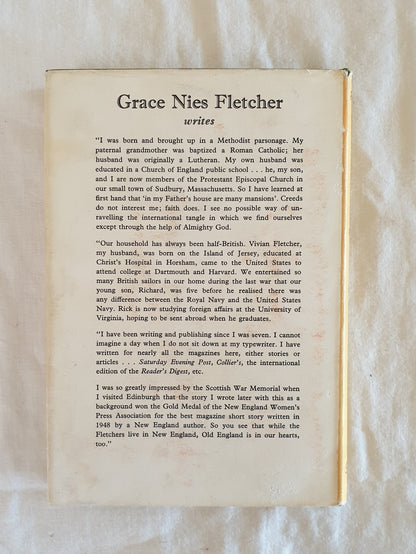 Grace Nies Fletcher
writes
"I was born and brought up in a Methodist parsonage. My
paternal grandmother was baptized a Roman Catholic; her
husband was originally a Lutheran. My own husband was
educated in a Church of England public school . . . he, my son,
and I are now members of the Protestant Episcopal Church in
our small town of Sudbury, Massachusetts. So I have learned at
first hand that 'in my Father's house are many mansions'. Creeds
do not interest me; faith does. I see no possible way of un-
ravelling the international tangle in which we find ourselves
except through the help of Almighty God.
"Our household has always been half-British. Vivian Fletcher,
my husband, was born on the Island of Jersey, educated at
Christ's Hospital in Horsham, came to the United States to
attend college at Dartmouth and Harvard. We entertained so
many British sailors in our home during the last war that our
young son, Richard, was five before he realised there was
any difference between the Royal Navy and the United States
Navy. Rick is now studying foreign affairs at the University of
Virginia, hoping to be sent abroad when he graduates.
"I have been writing and publishing since I was seven. I cannot
imagine a day when I do not sit down at my typewriter. I have
written for nearly all the magazines here, either stories or
articles . . . Saturday Evening Post, Collier's, the international
edition of the Reader's Digest, etc.
I was so greatly impressed by the Scottish War Memorial when
I visited Edinburgh that the story I wrote later with this as a
background won the Gold Medal of the New England Women's
Press Association for the best magazine short story written in
1948 by a New England author. So you see that while the
Fletchers live in New England, Old England is in our hearts,
too."